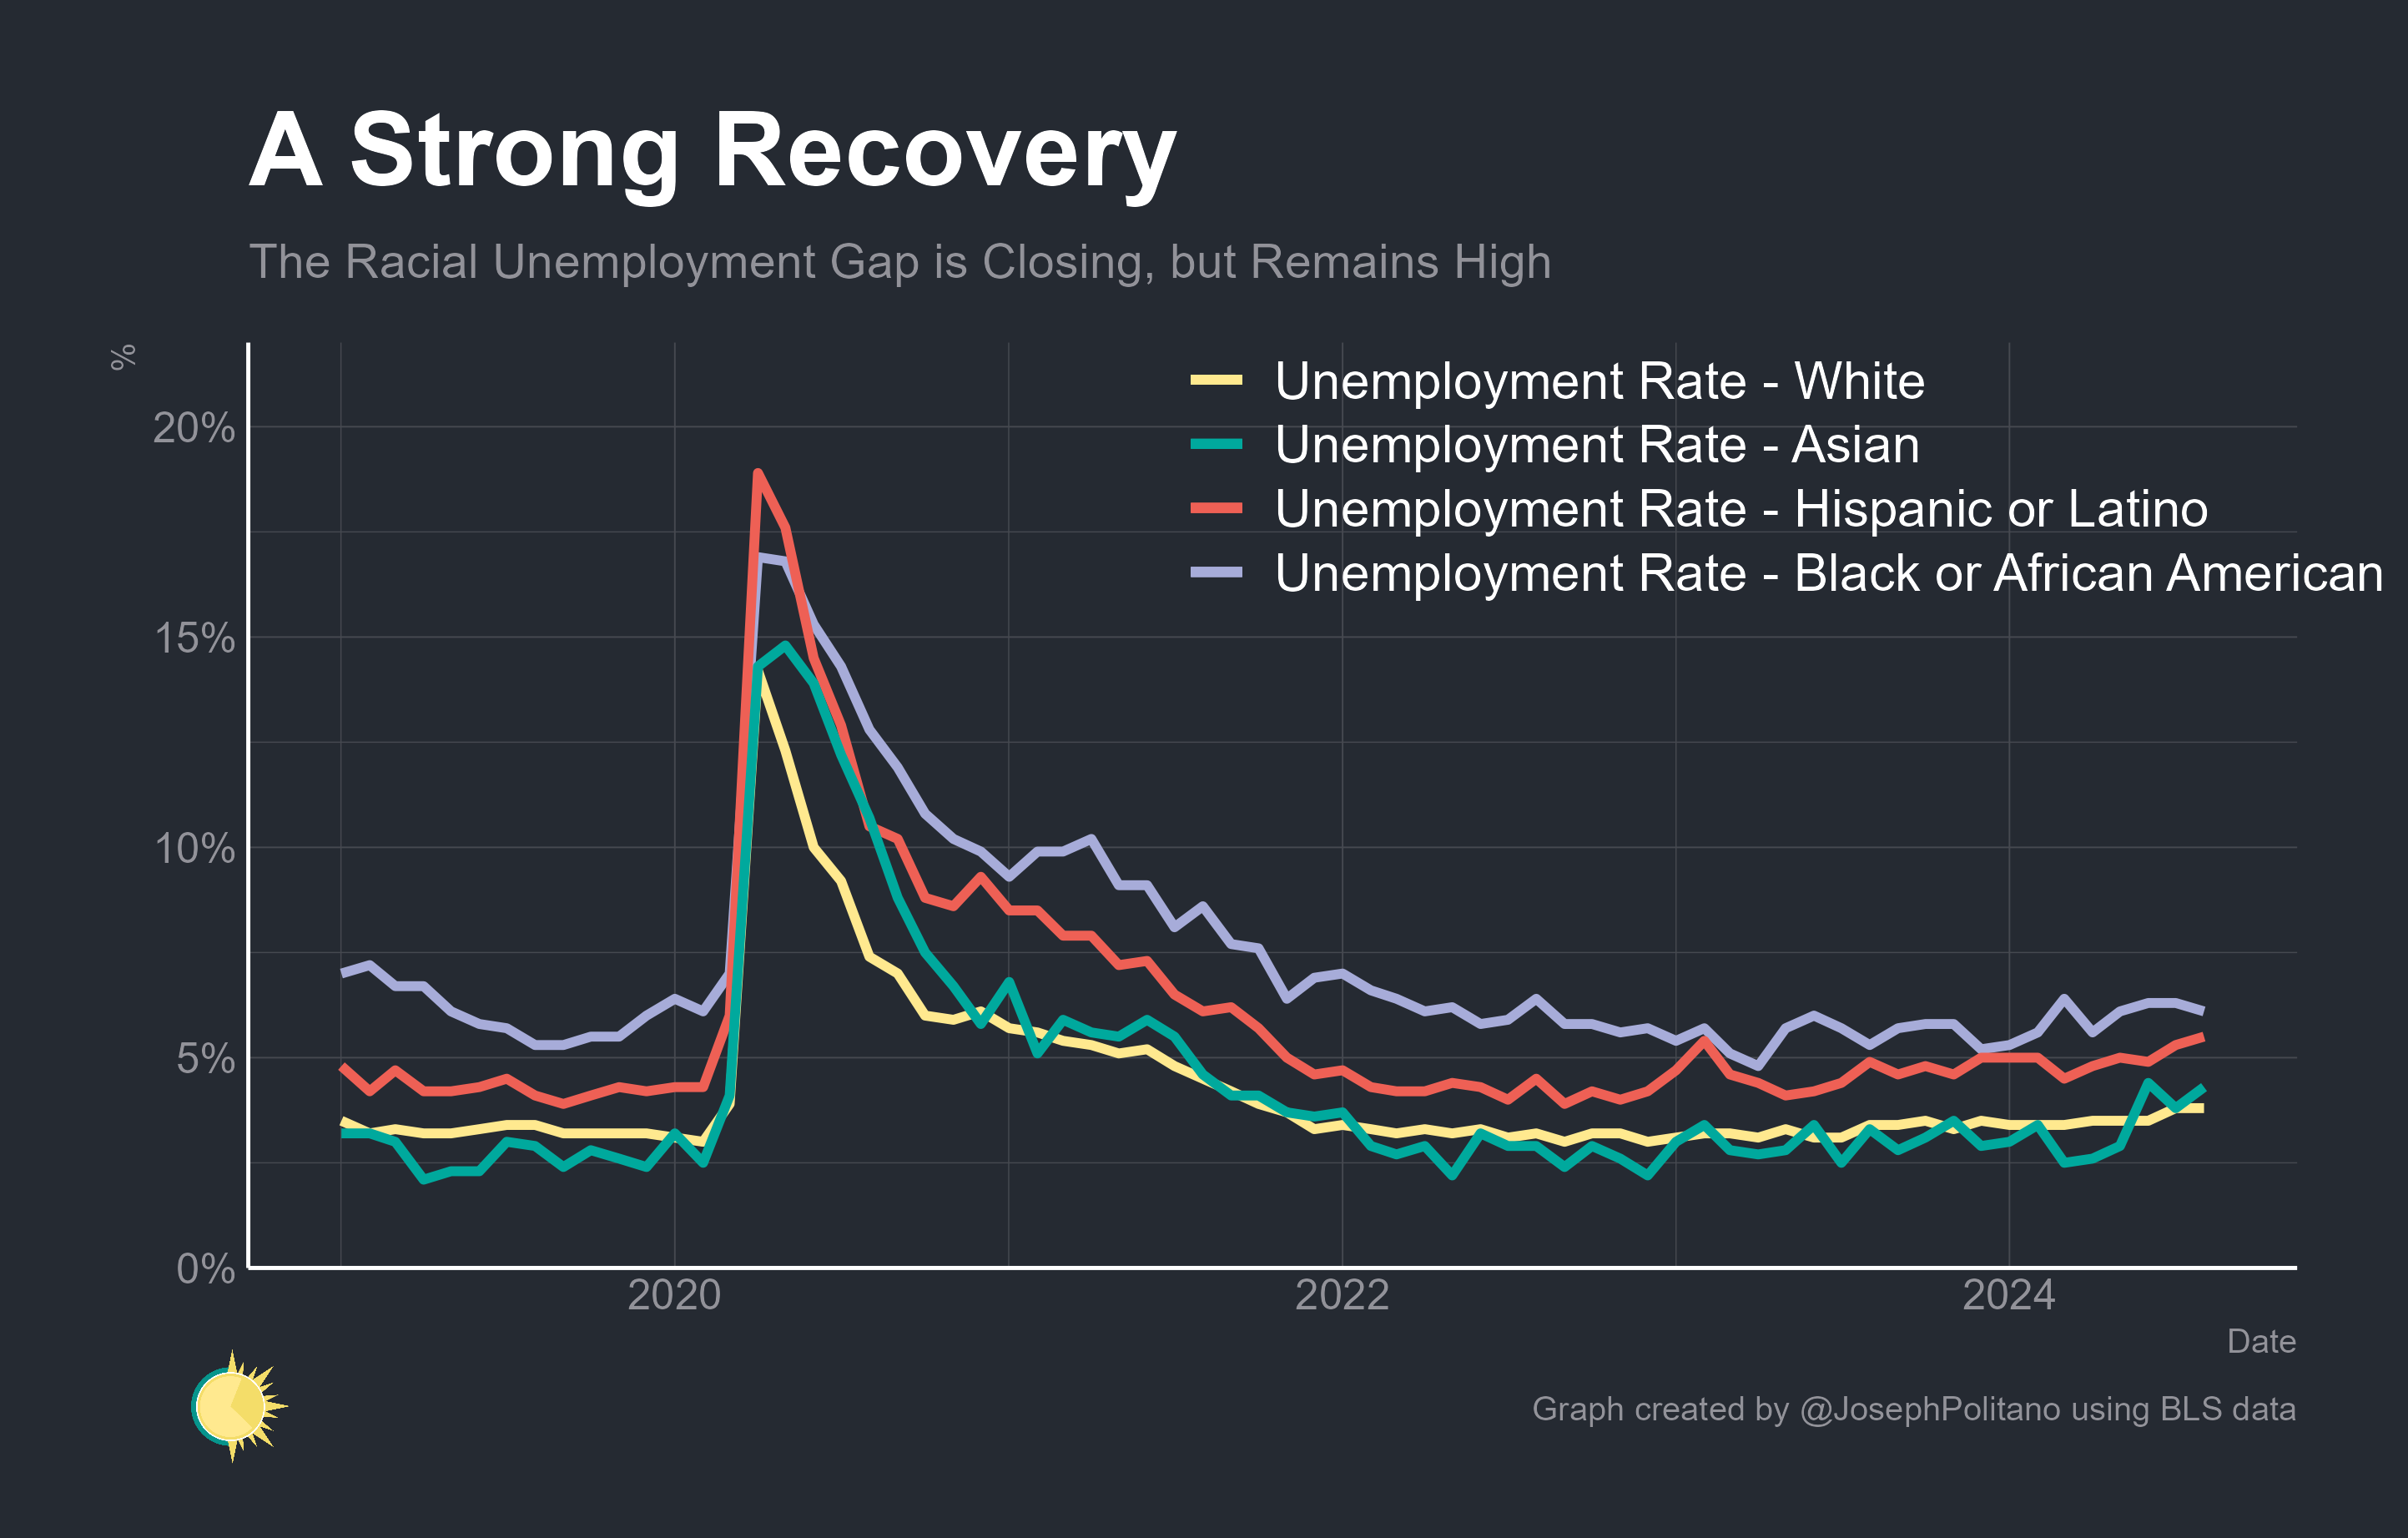 A Strong Recovery
The Racial Unemployment Gap is Closing, but Remains High
%
Unemployment Rate - White
Unemployment Rate - Asian
Unemployment Rate - Hispanic or Latino
Unemployment Rate - Black or African American
20%
15%
10%
5%
0%
2020 2022 2024
Date
Graph created by @JosephPolitano using BLS data